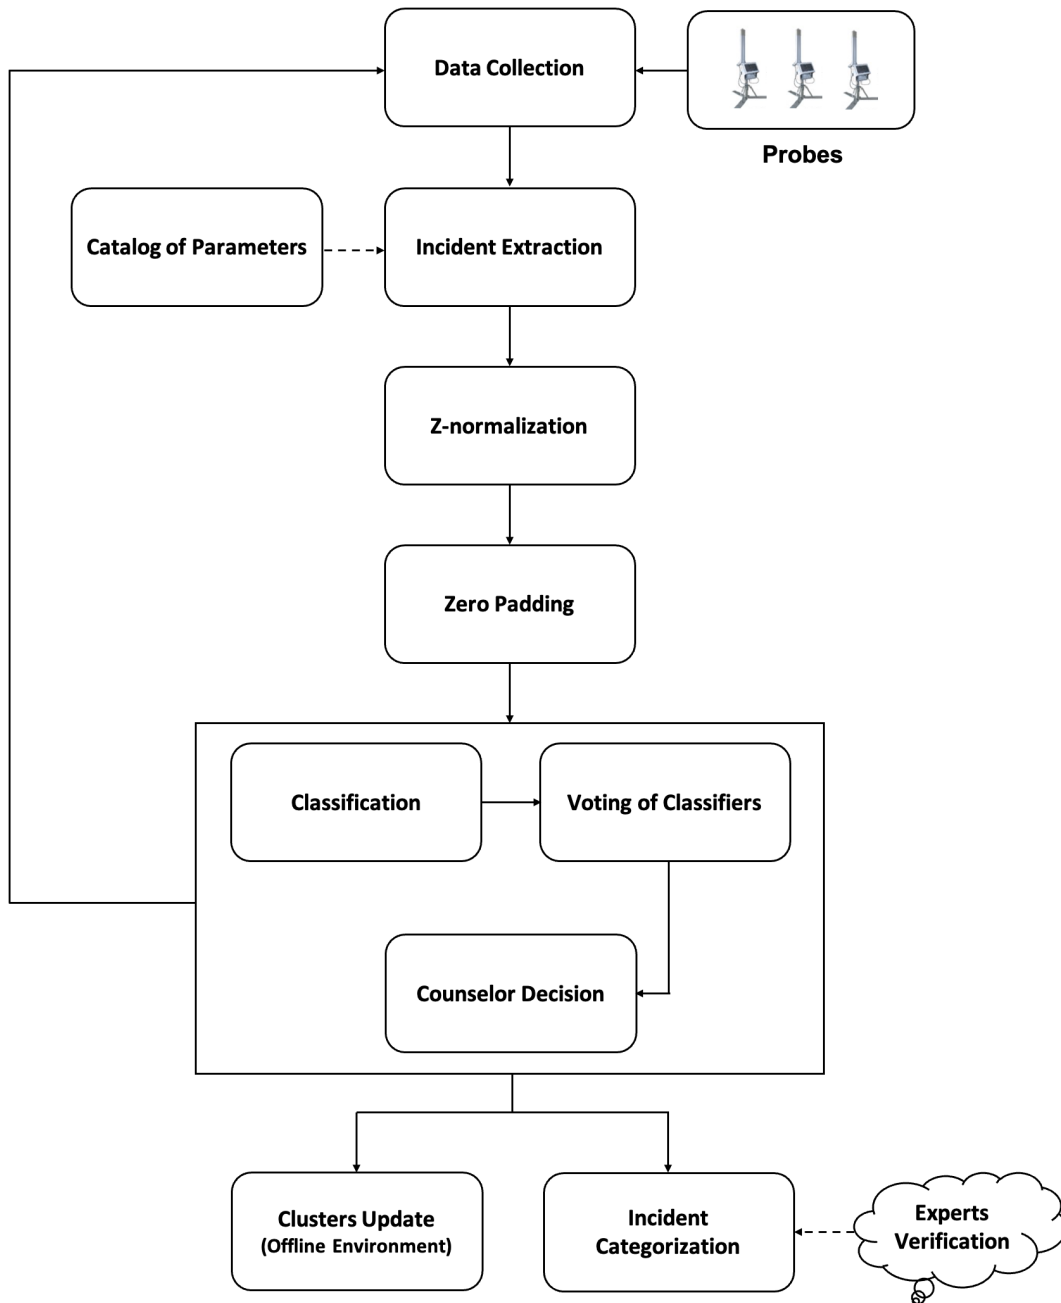 Data Collection
Probes
Catalog of Parameters
Incident Extraction
Z-normalization
Zero Padding
Classification
Voting of Classifiers
Counselor Decision
Clusters Update
(Offline Environment)
Incident
Categorization
Experts
Verification